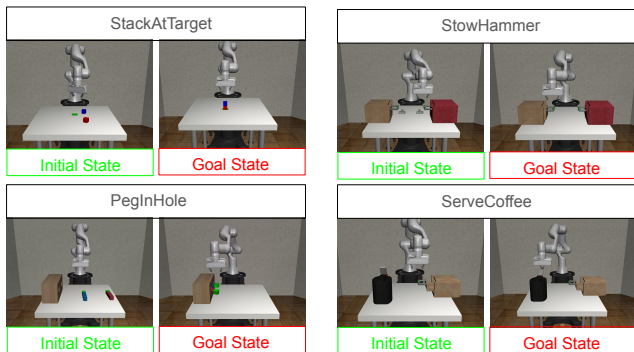 StackAtTarget
Initial State
Goal State
StowHammer
Initial State
Goal State
PegInHole
Initial State
Goal State
ServeCoffee
Initial State
Goal State